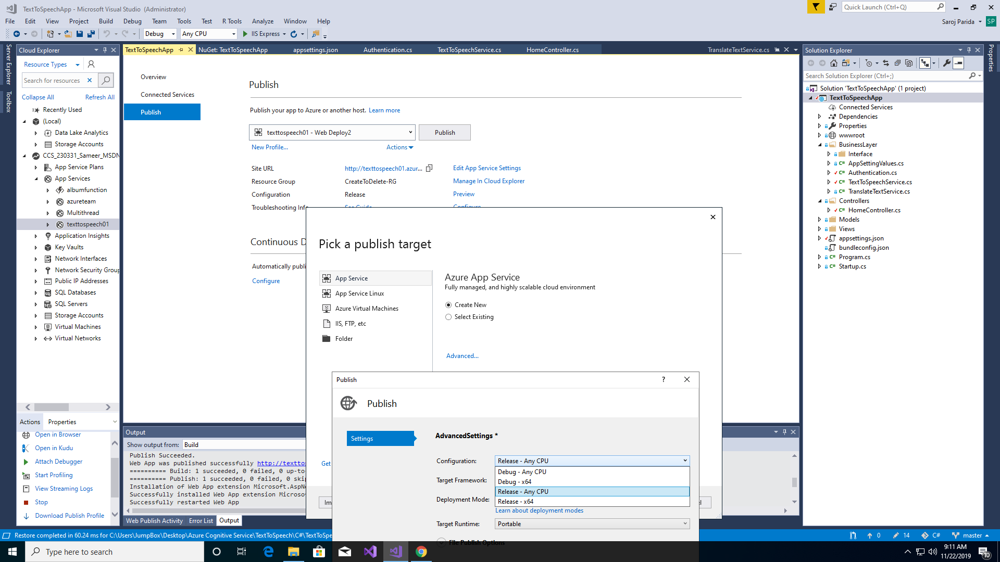 TextToSpeechApp - Microsoft Visual Studio  (Administrator)
Quick Launch (Ctrl+Q)
File Edit View Project Build Debug Team Tools Test R Tools Analyze Window Help
Saroj Parida SP
Debug Any CPU IIS Express
Server Explorer
Toolbox
Cloud Explorer
Resource Types
Search for resources
Collapse All Refresh All
Recently Used
(Local)
Data Lake Analytics
Storage Accounts
CCS_230331_Sameer_MSDN
App Service Plans
App Services
albumfunction
azureteam
Multithread
texttospeech01
Application Insights
Key Vaults
Network Interfaces
Network Security Group
Public IP Addresses
SQL Databases
SQL Servers
Storage Accounts
Virtual Machines
Virtual Networks
Actions Properties
Open in Browser
Open in Kudu
Attach Debugger
Start Profiling
View Streaming Logs
Stop
Download Publish Profile
TextToSpeechApp NuGet: TextToSpeechApp appsettings.json Authentication.cs TextToSpeechService.cs HomeController.cs TranslateTextService.cs
Overview
Connected Services
Publish
Publish
Publish your app to Azure or another host. Learn more
texttospeech01 - Web Deploy2 Publish
New Profile... Actions
Site URL http://texttospeech01.azur... Edit App Service Settings
Resource Group CreateToDelete-RG Manage In Cloud Explorer
Configuration Release Preview
Troubleshooting Info See Guide Configure
Continuous D
Automatically publi
Configure
Pick a publish target
App Service
App Service Linux
Azure Virtual Machines
IIS, FTP, etc
Folder
Azure App Service
Fully managed, and highly scalable cloud environment
Create New
Select Existing
Advanced...
Get
Im
el
Publish ?
Publish
Settings
AdvancedSettings *
Configuration: Release - Any CPU
Debug - Any CPU
Debug - x64
Release - Any CPU
Release - x64
Target Framework:
Deployment Mode:
Learn about deployment modes
Target Runtime: Portable
File Publish Options
Output
Show output from: Build
Publish Succeeded.
Web App was published successfully http://texttos
========== Build: 1 succeeded, 0 failed, 0 up-to-
========== Publish: 1 succeeded, 0 failed, 0 skip
Installation of Web App extension Microsoft.AspNe
Successfully installed Web App extension Microsof
Successfully restarted Web App
Web Publish Activity Error List Output
Solution Explorer
Search Solution Explorer (Ctrl+;)
Solution 'TextToSpeechApp' (1 project)
TextToSpeechApp
Connected Services
Dependencies
Properties
wwwroot
BusinessLayer
Interface
C# AppSettingValues.cs
C# Authentication.cs
C# TextToSpeechService.cs
C# TranslateTextService.cs
Controllers
C# HomeController.cs
Models
Views
appsettings.json
bundleconfig.json
C# Program.cs
C# Startup.cs
Properties
Restore completed in 60.24 ms for C:\Users\JumpBox\Desktop\Azure Cognitive Service\TextToSpeech\C#\TextToSpe
0 14 C# master
Type here to search
9:11 AM
11/22/2019
10